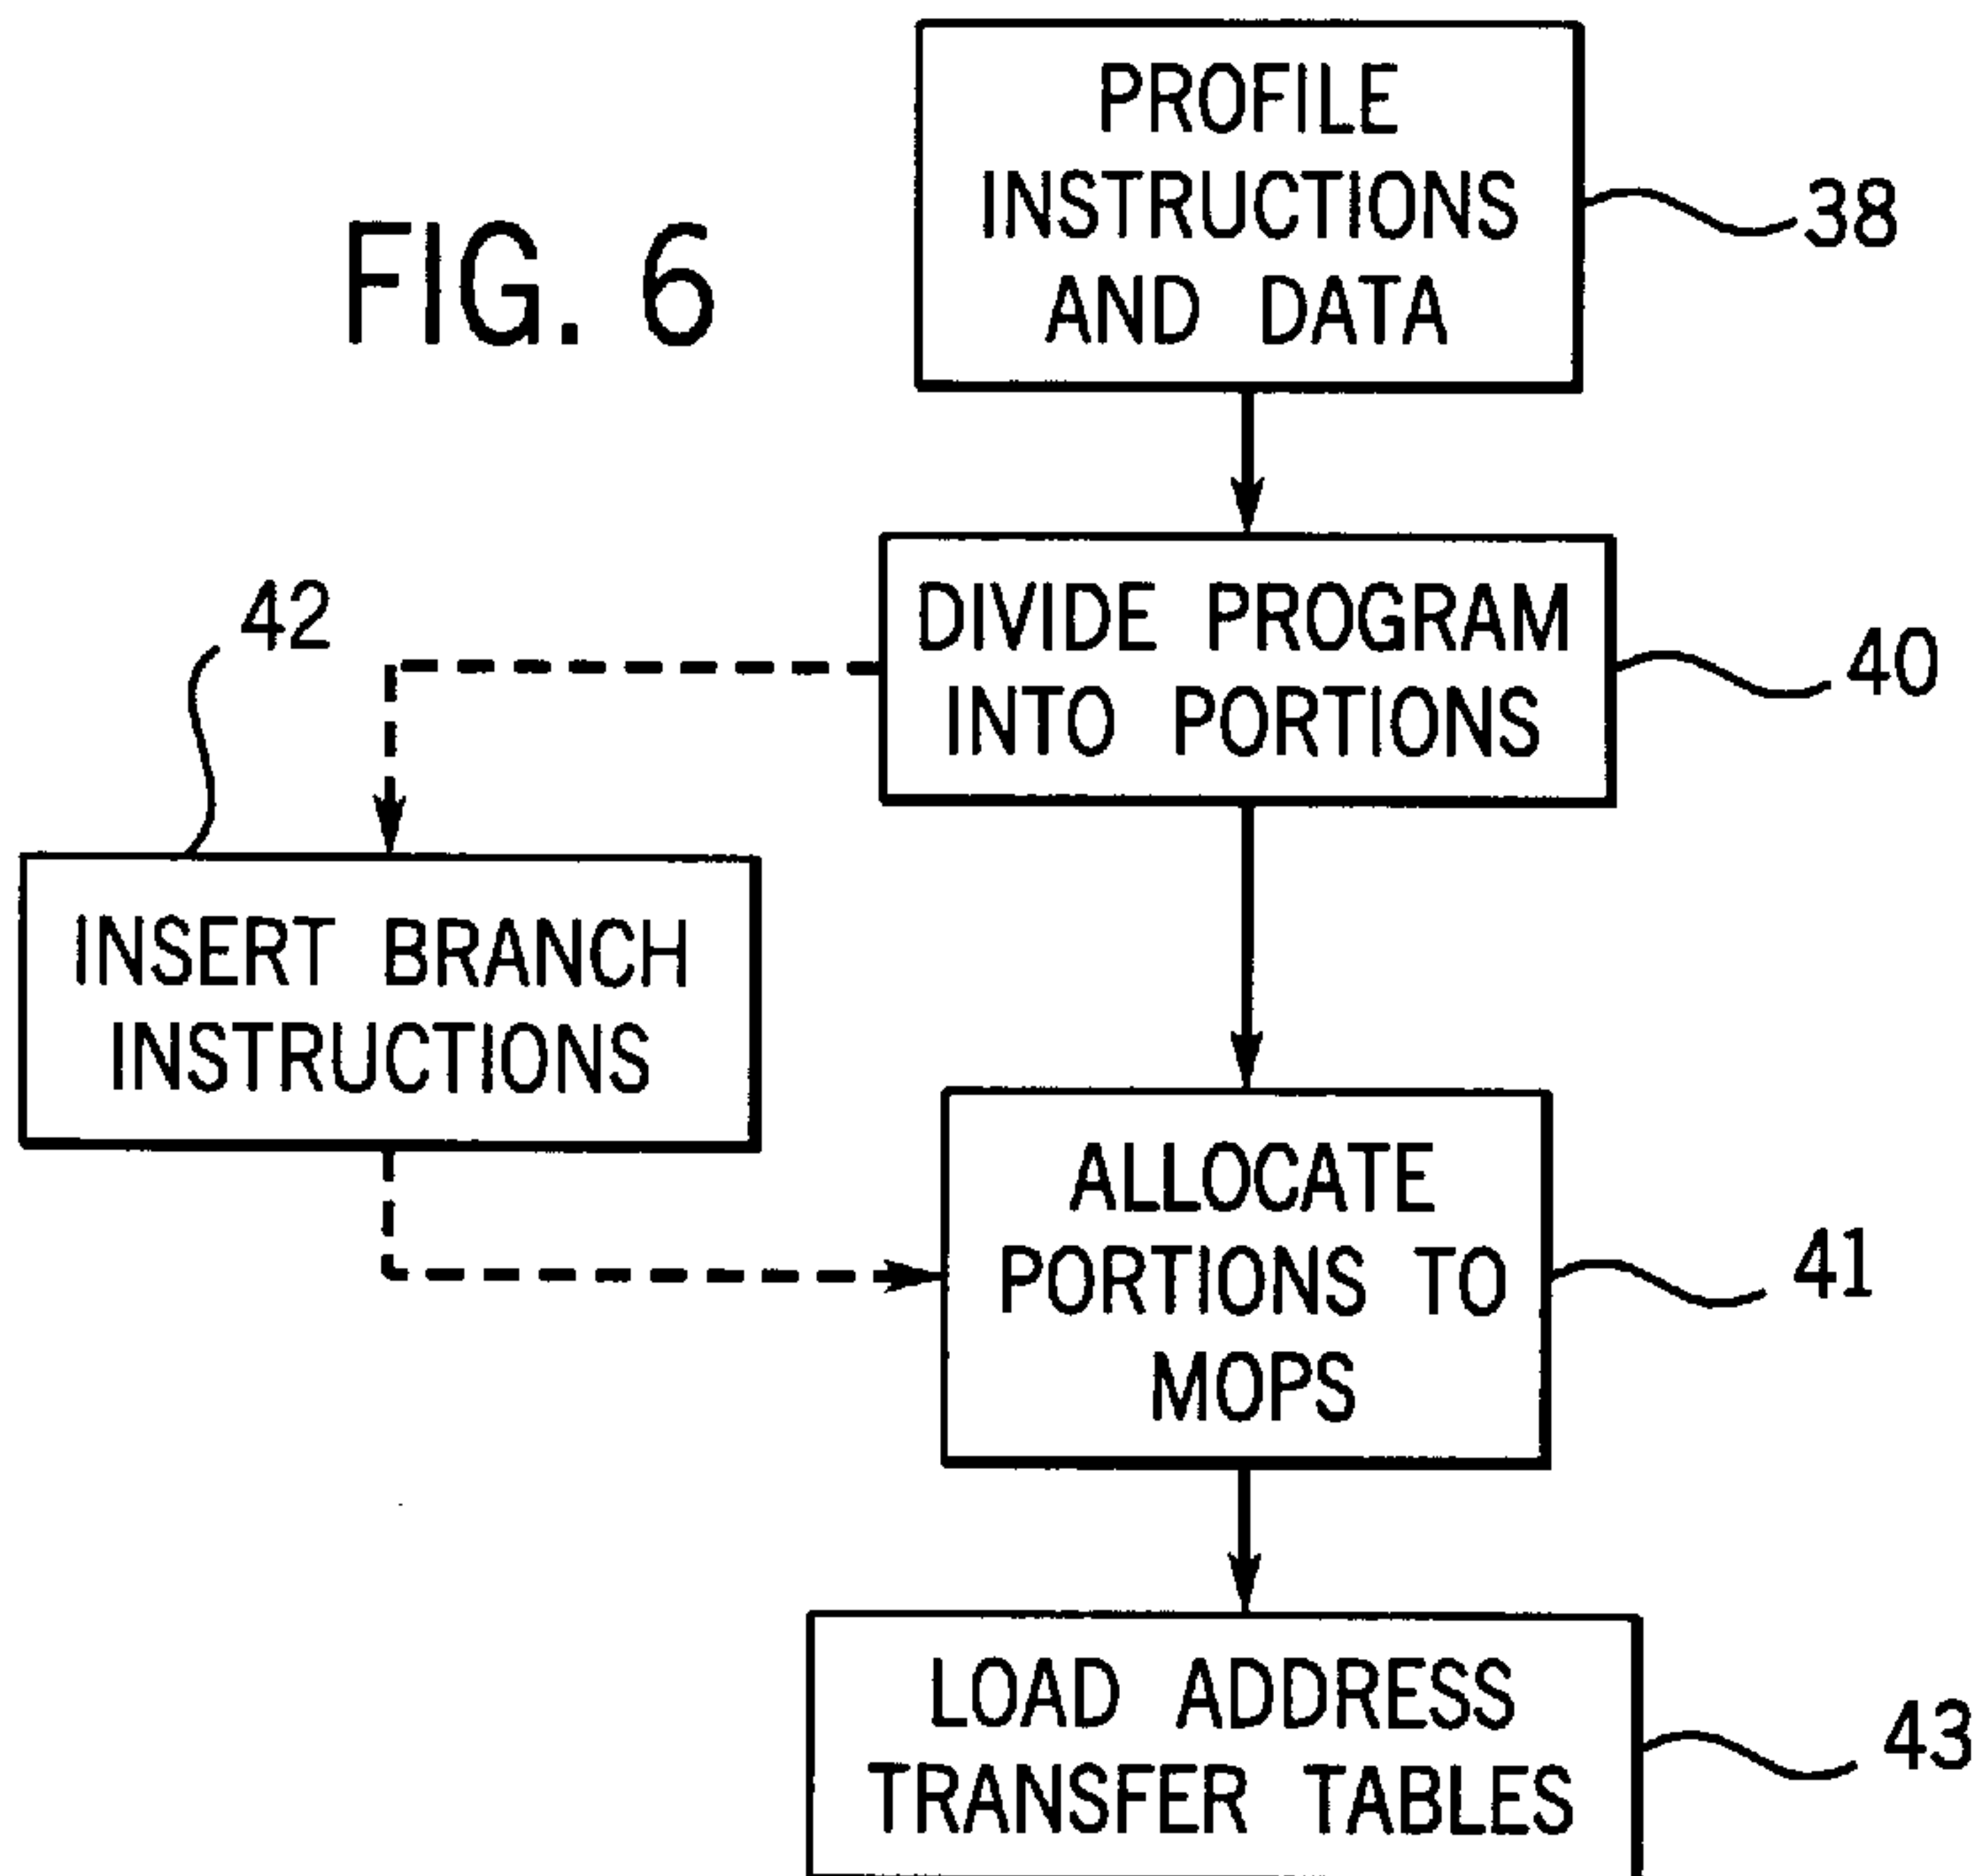 FIG. 6
PROFILE
INSTRUCTIONS
AND DATA
38
DIVIDE PROGRAM
INTO PORTIONS
40
42
INSERT BRANCH
INSTRUCTIONS
ALLOCATE
PORTIONS TO
MOPS
41
LOAD ADDRESS
TRANSFER TABLES
43